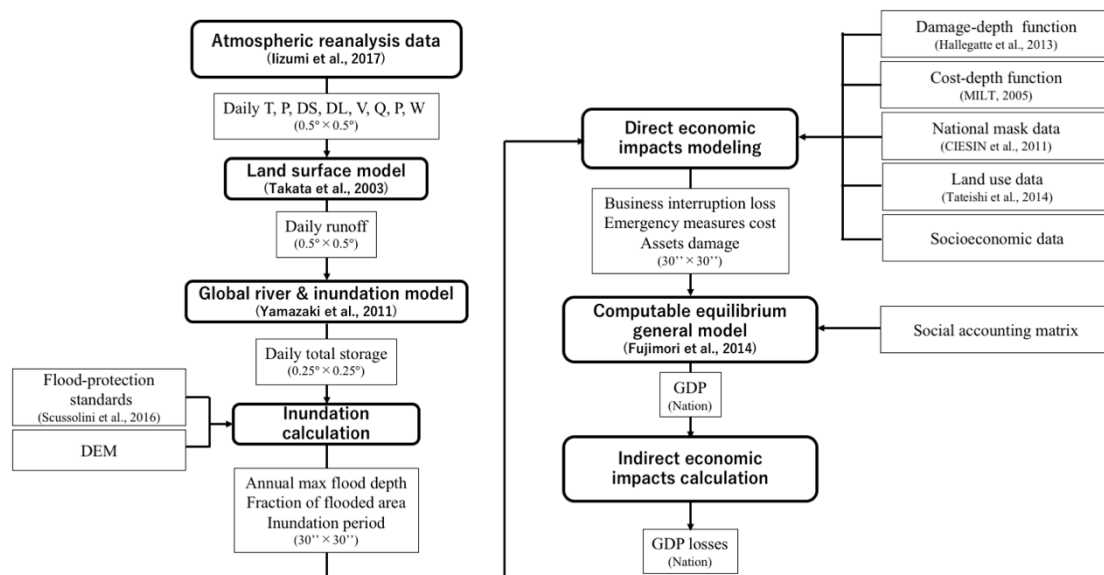 Atmospheric reanalysis data
(Iizumi et al., 2017)
Daily T, P, DS, DL, V, Q, P, W
(0.5° × 0.5°)
Land surface model
(Takata et al., 2003)
Daily runoff
(0.5° × 0.5°)
Global river & inundation model
(Yamazaki et al., 2011)
Daily total storage
(0.25° × 0.25°)
Flood-protection
standards
(Scussolini et al., 2016)
DEM
Inundation
calculation
Annual max flood depth
Fraction of flooded area
Inundation period
(30’’ × 30’’)
Direct economic
impacts modeling
Business interruption loss
Emergency measures cost
Assets damage
(30’’ × 30’’)
Computable equilibrium
general model
(Fujimori et al., 2014)
GDP
(Nation)
Indirect economic
impacts calculation
GDP losses
(Nation)
Damage-depth function
(Hallegatte et al., 2013)
Cost-depth function
(MILT, 2005)
National mask data
(CIESIN et al., 2011)
Land use data
(Tateishi et al., 2014)
Socioeconomic data
Social accounting matrix